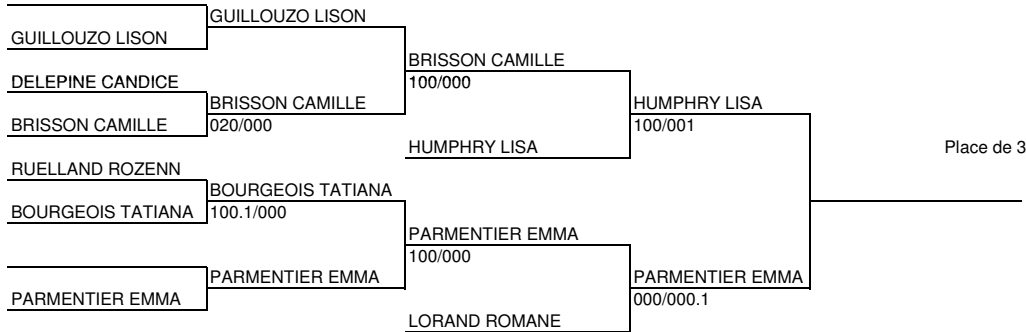 GUILLOUZO LISON
GUILLOUZO LISON
BRISSON CAMILLE
DELEPINE CANDICE
100/000
BRISSON CAMILLE
HUMPHRY LISA
BRISSON CAMILLE
020/000
100/001
HUMPHRY LISA
Place de 3
RUELLAND ROZENN
BOURGEOIS TATIANA
BOURGEOIS TATIANA
100.1/000
PARMENTIER EMMA
100/000
PARMENTIER EMMA
PARMENTIER EMMA
PARMENTIER EMMA
000/000.1
LORAND ROMANE